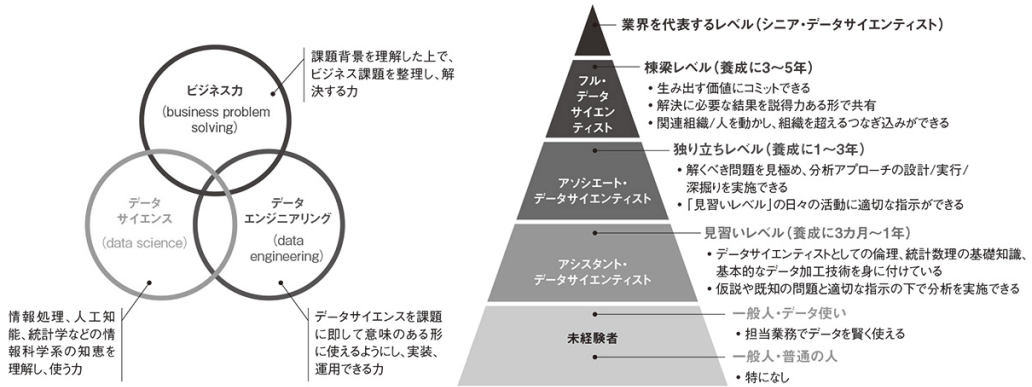 課題背景を理解した上で、
ビジネス課題を整理し、解
決する力
ビジネス力
(business problem
solving)
データ
サイエンス
(data science)
データ
エンジニアリング
(data
engineering)
情報処理、人工知
能、統計学などの情
報科学系の知恵を
理解し、使う力
データサイエンスを課題
に即して意味のある形
に使えるようにし、実装、
運用できる力
業界を代表するレベル(シニア・データサイエンティスト)
フル・
データ
サイエン
ティスト
棟梁レベル(養成に3〜5年)
• 生み出す価値にコミットできる
• 解決に必要な結果を説得力ある形で共有
• 関連組織/人を動かし、組織を超えるつなぎ込みができる
アソシエート・
データサイエンティスト
独り立ちレベル(養成に1〜3年)
• 解くべき問題を見極め、分析アプローチの設計/実行/
深掘りを実施できる
• 「見習いレベル」の日々の活動に適切な指示ができる
アシスタント・
データサイエンティスト
見習いレベル(養成に3カ月〜1年)
• データサイエンティストとしての倫理、統計数理の基礎知識、
基本的なデータ加工技術を身に付けている
• 仮説や既知の問題と適切な指示の下で分析を実施できる
未経験者
一般人・データ使い
• 担当業務でデータを賢く使える
一般人・普通の人
• 特になし